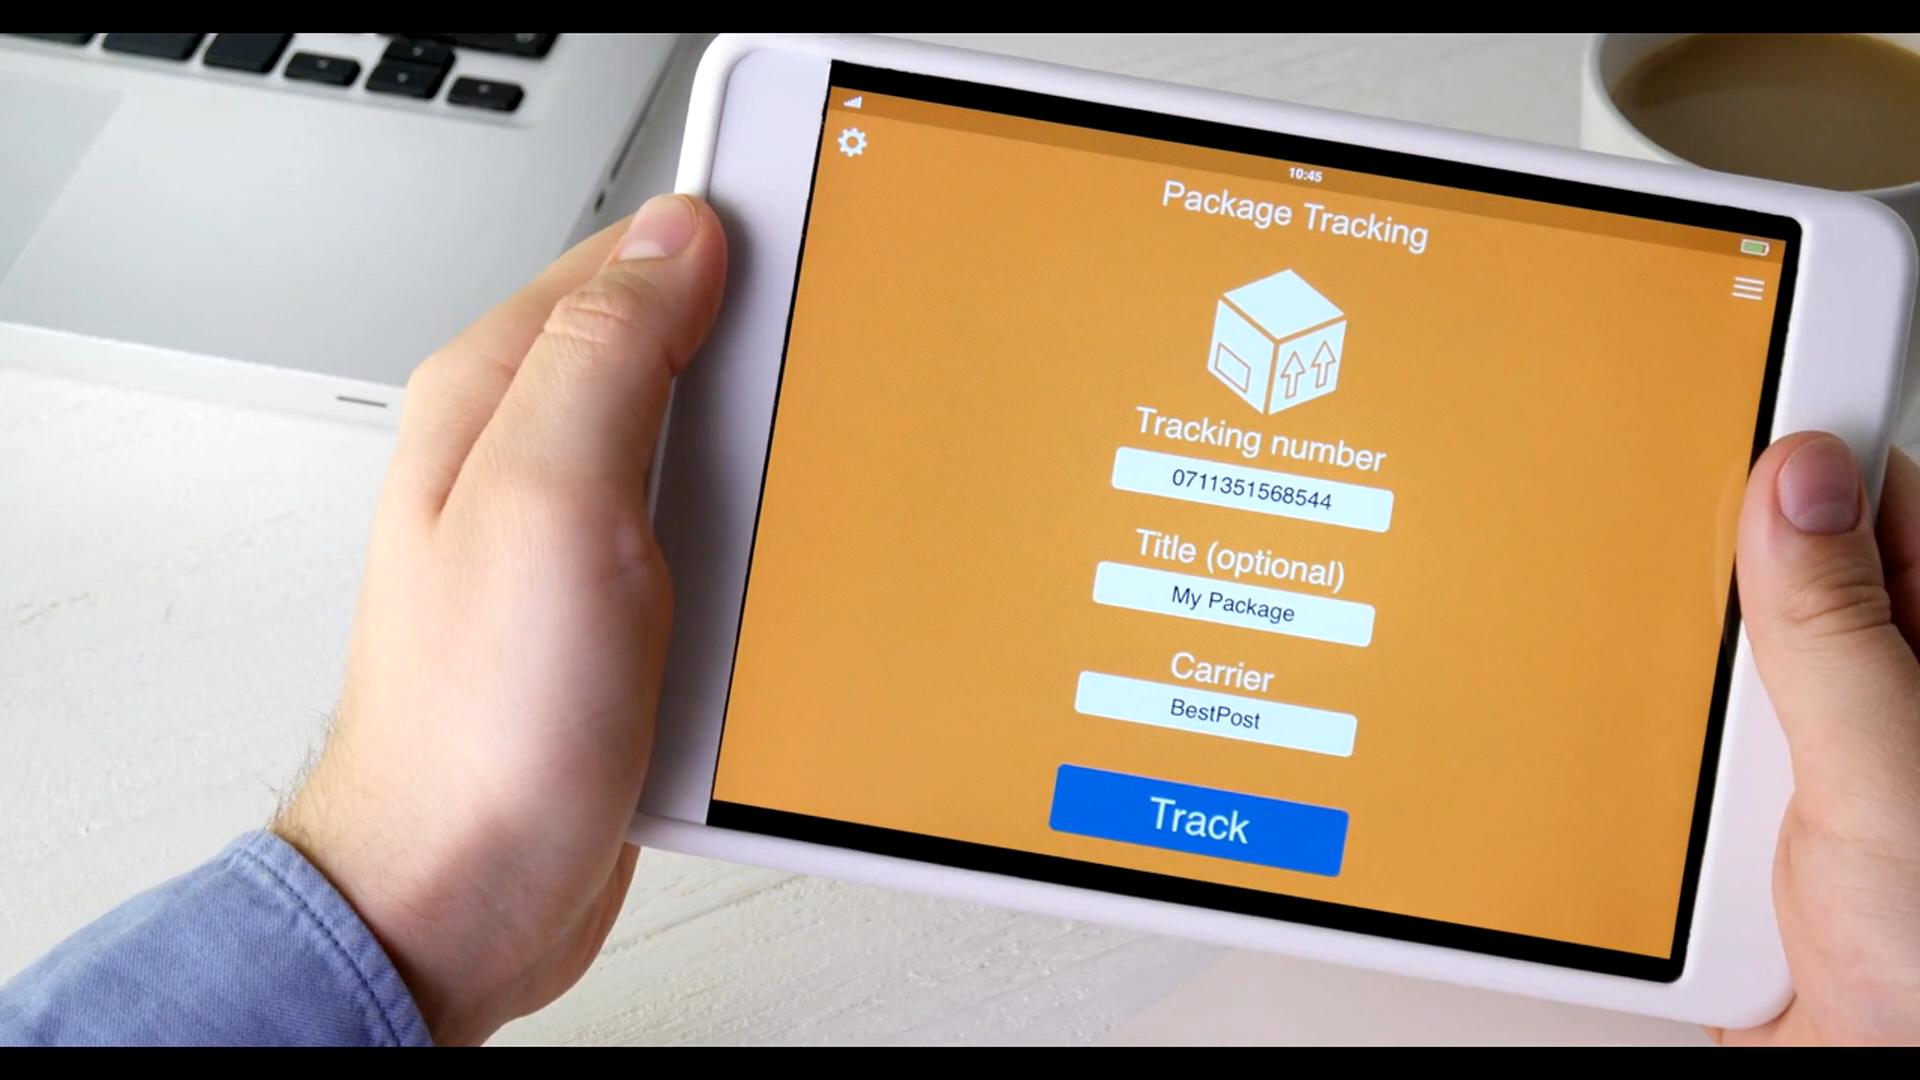 10:45
Package Tracking
Tracking number
0711351568544
Title (optional)
My Package
Carrier
BestPost
Track